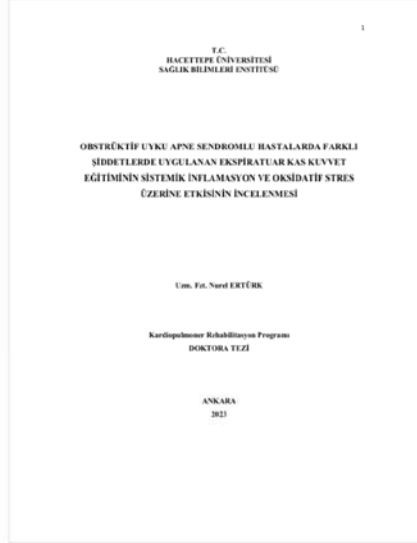 1
T.C.
HACETTEPE ÜNİVERSİTESİ
SAĞLIK BİLİMLERİ ENSTİTÜSÜ
OBSTRÜKTİF UYKU APNE SENDROMLU HASTALARDA FARKLI
ŞİDDETLERDE UYGULANAN EKSPİRATUAR KAS KUVVET
EĞİTİMİNİN SİSTEMİK İNFLAMASYON VE OKSİDATİF STRES
ÜZERİNE ETKİSİNİN İNCELENMESİ
Uzm. Fzt. Nurel ERTÜRK
Kardiopulmoner Rehabilitasyon Programı
DOKTORA TEZİ
ANKARA
2023